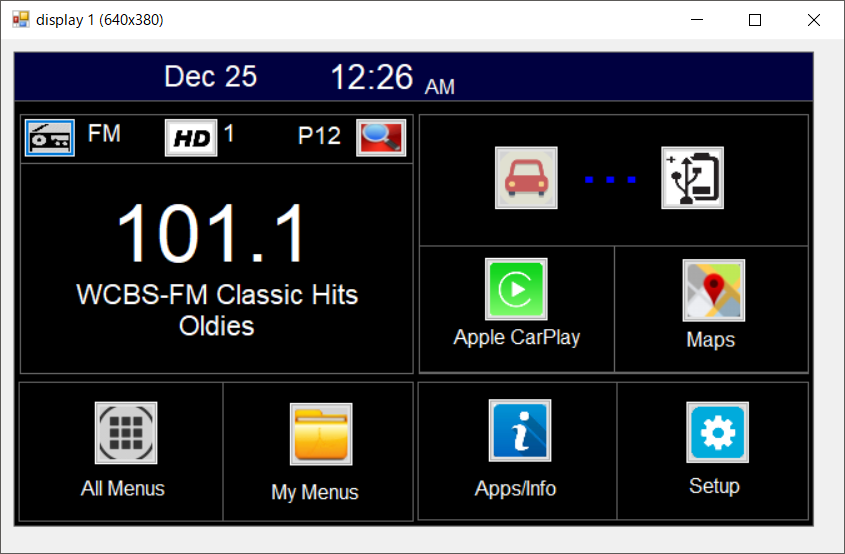 display 1 (640x380)
Dec 25 12:26 AM
FM HD 1 P12
101.1
WCBS-FM Classic Hits
Oldies
Apple CarPlay
Maps
All Menus
My Menus
Apps/Info
Setup